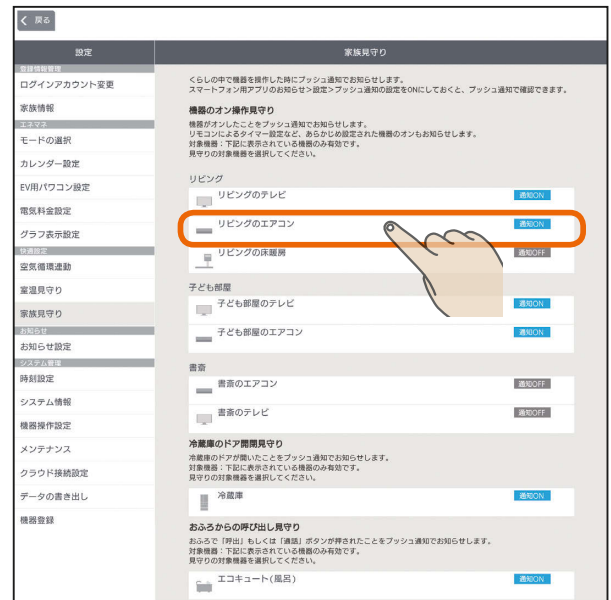 戻る
設定
家族見守り
登録情報管理
ログインアカウント変更
家族情報
エネマネ
モードの選択
カレンダー設定
EV用パワコン設定
電気料金設定
グラフ表示設定
快適設定
空気循環連動
室温見守り
家族見守り
お知らせ
お知らせ設定
システム管理
時刻設定
システム情報
機器操作設定
メンテナンス
クラウド接続設定
データの書き出し
機器登録
くらしの中で機器を操作した時にプッシュ通知でお知らせします。
スマートフォン用アプリのお知らせ>設定>プッシュ通知の設定をONにしておくと、プッシュ通知で確認できます。
機器のオン操作見守り
機器がオンしたことをプッシュ通知でお知らせします。
リモコンによるタイマー設定など、あらかじめ設定された機器のオンもお知らせします。
対象機器：下記に表示されている機器のみ有効です。
見守りの対象機器を選択してください。
リビング
リビングのテレビ 通知ON
リビングのエアコン 通知ON
リビングの床暖房 通知OFF
子ども部屋
子ども部屋のテレビ 通知ON
子ども部屋のエアコン 通知ON
書斎
書斎のエアコン 通知OFF
書斎のテレビ 通知OFF
冷蔵庫のドア開閉見守り
冷蔵庫のドアが開いたことをプッシュ通知でお知らせします。
対象機器：下記に表示されている機器のみ有効です。
見守りの対象機器を選択してください。
冷蔵庫 通知ON
おふろからの呼び出し見守り
おふろで「呼出」もしくは「通話」ボタンが押されたことをプッシュ通知でお知らせします。
対象機器：下記に表示されている機器のみ有効です。
見守りの対象機器を選択してください。
エコキュート(風呂) 通知ON